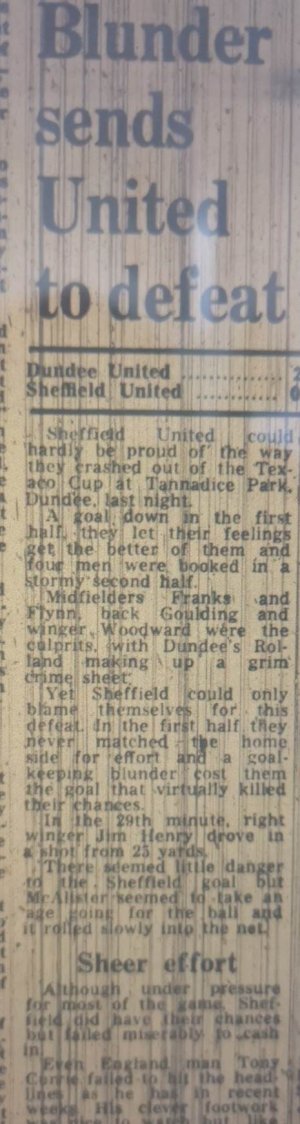 Blunder
sends
United
to defeat
Dundee United ............ 2
Sheffield United ...........
Sheffield United could
hardly be proud of the way
they crashed out of the Tex-
aco Cup at Tannadice Park,
Dundee, last night.
A goal down in the first
half, they let their feelings
get the better of them and
four men were booked in a
stormy second half.
Midfielders Franks and
Flynn, back Goulding and
winger Woodward were the
culprits, with Dundee's Rol-
land making up a grim
crime sheet.
Yet Sheffield could only
blame themselves for this
defeat. In the first half they
never matched the home
side for effort and a goal-
keeping blunder cost them
the goal that virtually killed
their chances.
In the 29th minute, right
winger Jim Henry drove in
a shot from 25 yards.
There seemed little danger
to the Sheffield goal but
McAlister seemed to take an
age going for the ball and
it rolled slowly into the net.
Sheer effort
Although under pressure
for most of the game, Shef-
field did have their chances
but failed miserably to cash
in.
Even England man Tony
Currie failed to hit the head-
lines as he has in recent
weeks. His clever footwork
was nice to watch but, like